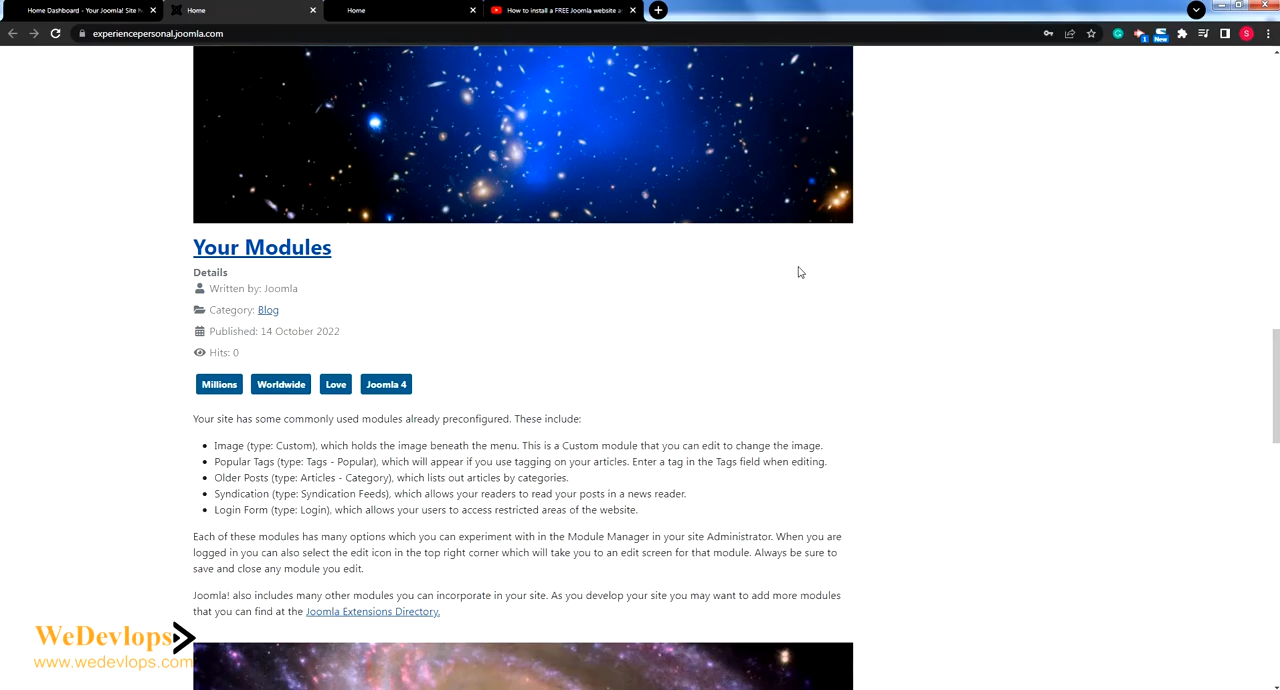 Home Dashboard - Your Joomla! Site h
Home
Home
How to install a FREE Joomla website a
experiencepersonal.joomla.com
1
New
S
Your Modules
Details
Written by: Joomla
Category: Blog
Published: 14 October 2022
Hits: 0
Millions Worldwide Love Joomla 4
Your site has some commonly used modules already preconfigured. These include:
Image (type: Custom), which holds the image beneath the menu. This is a Custom module that you can edit to change the image.
Popular Tags (type: Tags - Popular), which will appear if you use tagging on your articles. Enter a tag in the Tags field when editing.
Older Posts (type: Articles - Category), which lists out articles by categories.
Syndication (type: Syndication Feeds), which allows your readers to read your posts in a news reader.
Login Form (type: Login), which allows your users to access restricted areas of the website.
Each of these modules has many options which you can experiment with in the Module Manager in your site Administrator. When you are
logged in you can also select the edit icon in the top right corner which will take you to an edit screen for that module. Always be sure to
save and close any module you edit.
Joomla! also includes many other modules you can incorporate in your site. As you develop your site you may want to add more modules
that you can find at the Joomla Extensions Directory.
WeDevlops
www.wedevlops.com